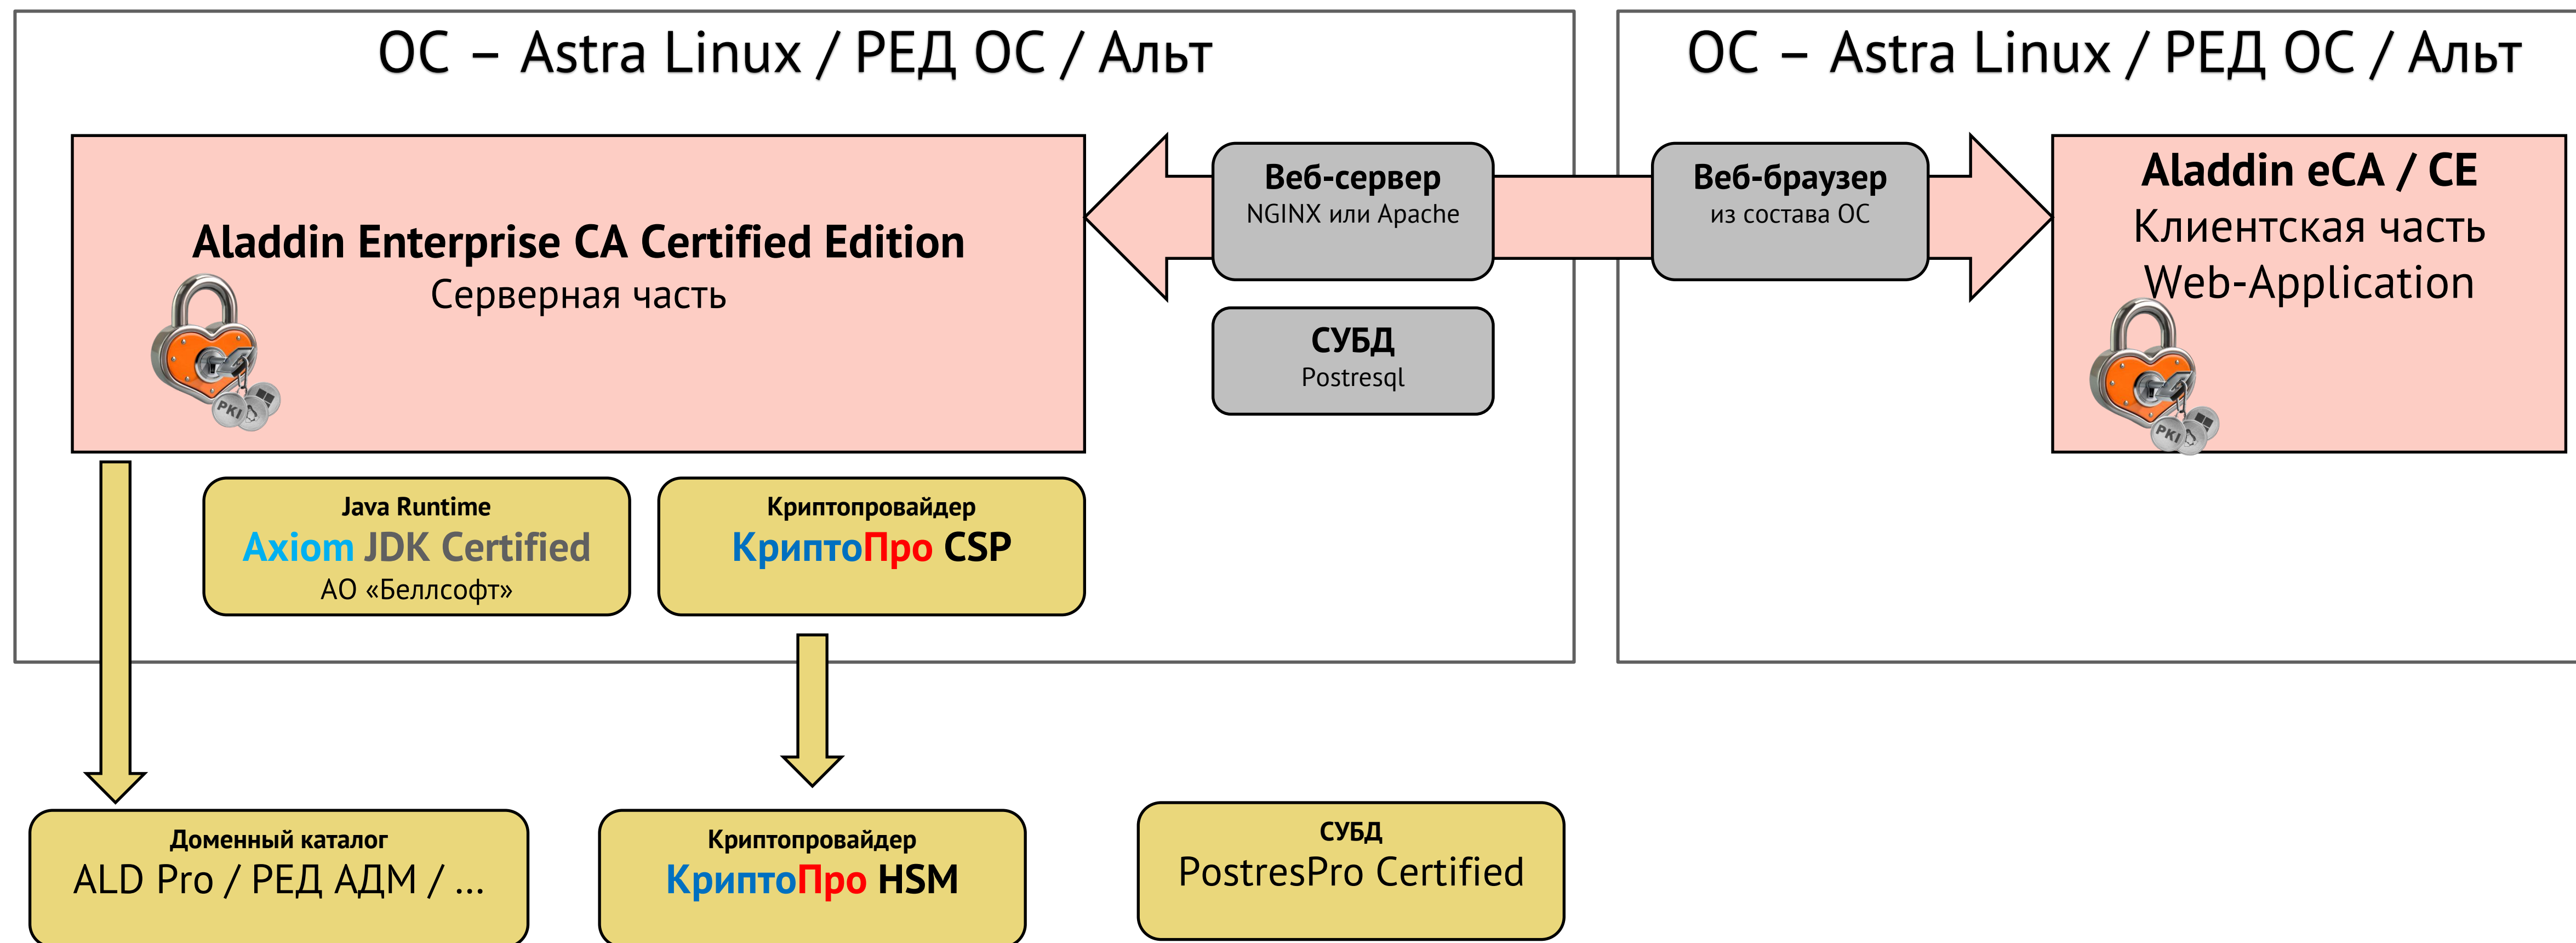 ОС – Astra Linux / РЕД ОС / Альт
Aladdin Enterprise CA Certified Edition
Серверная часть
PKI
Веб-сервер
NGINX или Apache
СУБД
Postresql
Java Runtime
Axiom JDK Certified
АО «Беллсофт»
Криптопровайдер
КриптоПро CSP
ОС – Astra Linux / РЕД ОС / Альт
Веб-браузер
из состава ОС
Aladdin eCA / CE
Клиентская часть
Web-Application
PKI
Доменный каталог
ALD Pro / РЕД АДМ / ...
Криптопровайдер
КриптоПро HSM
СУБД
PostresPro Certified